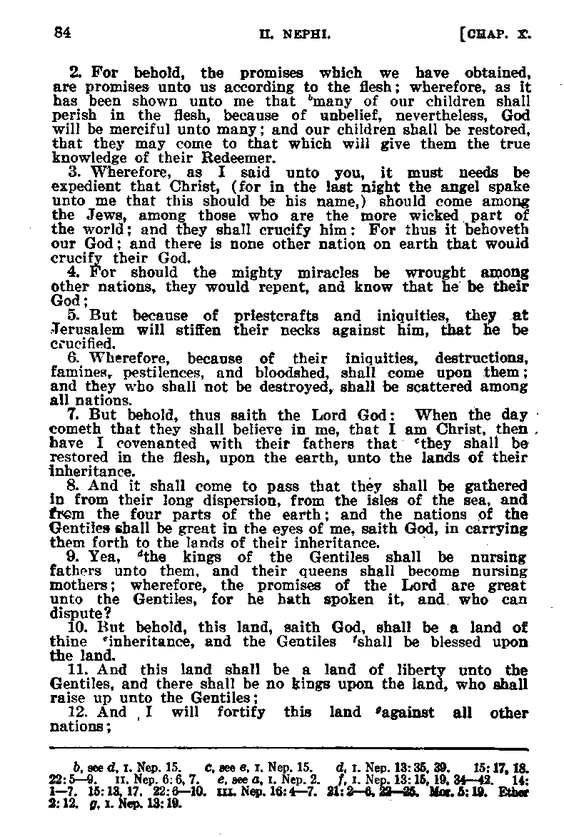 84 II. NEPHI. [CHAP. X.
2. For behold, the promises which we have obtained,
are promises unto us according to the flesh; wherefore, as it
has been shown unto me that ᵇmany of our children shall
perish in the flesh, because of unbelief, nevertheless, God
will be merciful unto many; and our children shall be restored,
that they may come to that which will give them the true
knowledge of their Redeemer.
3. Wherefore, as I said unto you, it must needs be
expedient that Christ, (for in the last night the angel spake
unto me that this should be his name,) should come among
the Jews, among those who are the more wicked part of
the world; and they shall crucify him: For thus it behoveth
our God; and there is none other nation on earth that would
crucify their God.
4. For should the mighty miracles be wrought among
other nations, they would repent, and know that he be their
God;
5. But because of priestcrafts and iniquities, they at
Jerusalem will stiffen their necks against him, that he be
crucified.
6. Wherefore, because of their iniquities, destructions,
famines, pestilences, and bloodshed, shall come upon them;
and they who shall not be destroyed, shall be scattered among
all nations.
7. But behold, thus saith the Lord God: When the day
cometh that they shall believe in me, that I am Christ, then
have I covenanted with their fathers that ᶜthey shall be
restored in the flesh, upon the earth, unto the lands of their
inheritance.
8. And it shall come to pass that they shall be gathered
in from their long dispersion, from the isles of the sea, and
from the four parts of the earth; and the nations of the
Gentiles shall be great in the eyes of me, saith God, in carrying
them forth to the lands of their inheritance.
9. Yea, ᵈthe kings of the Gentiles shall be nursing
fathers unto them, and their queens shall become nursing
mothers; wherefore, the promises of the Lord are great
unto the Gentiles, for he hath spoken it, and who can
dispute?
10. But behold, this land, saith God, shall be a land of
thine ᵉinheritance, and the Gentiles ᶠshall be blessed upon
the land.
11. And this land shall be a land of liberty unto the
Gentiles, and there shall be no kings upon the land, who shall
raise up unto the Gentiles;
12. And I will fortify this land ᵍagainst all other
nations;
b, see d, I. Nep. 15. c, see e, I. Nep. 15. d, I. Nep. 13:35, 39. 15:17, 18.
22:5—9. II. Nep. 6:6, 7. e, see a, I. Nep. 2. f, I. Nep. 13:15, 19, 34—42. 14:
1—7. 15:13, 17. 22:6—10. III. Nep. 16:4—7. 21:2—6, 22—25. Mor. 5:19. Ether
2:12. g, I. Nep. 13:19.